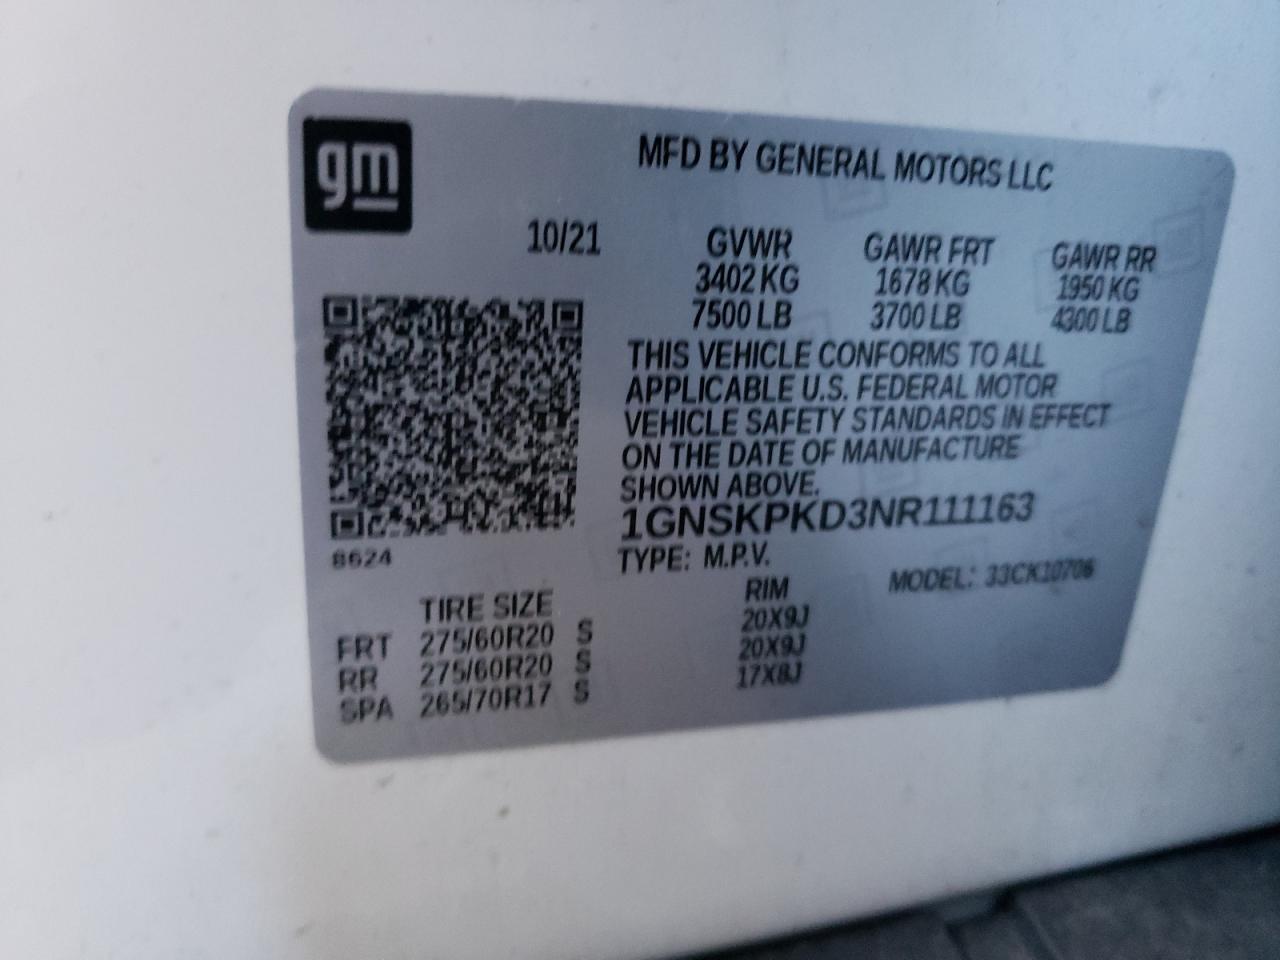 gm
MFD BY GENERAL MOTORS LLC
10/21 GVWR GAWR FRT GAWR RR
3402 KG 1678 KG 1950 KG
7500 LB 3700 LB 4300 LB
THIS VEHICLE CONFORMS TO ALL
APPLICABLE U.S. FEDERAL MOTOR
VEHICLE SAFETY STANDARDS IN EFFECT
ON THE DATE OF MANUFACTURE
SHOWN ABOVE.
1GNSKPKD3NR111163
8624
TYPE: M.P.V. MODEL: 33CK10706
TIRE SIZE RIM
FRT 275/60R20 S 20X9J
RR 275/60R20 S 20X9J
SPA 265/70R17 S 17X8J